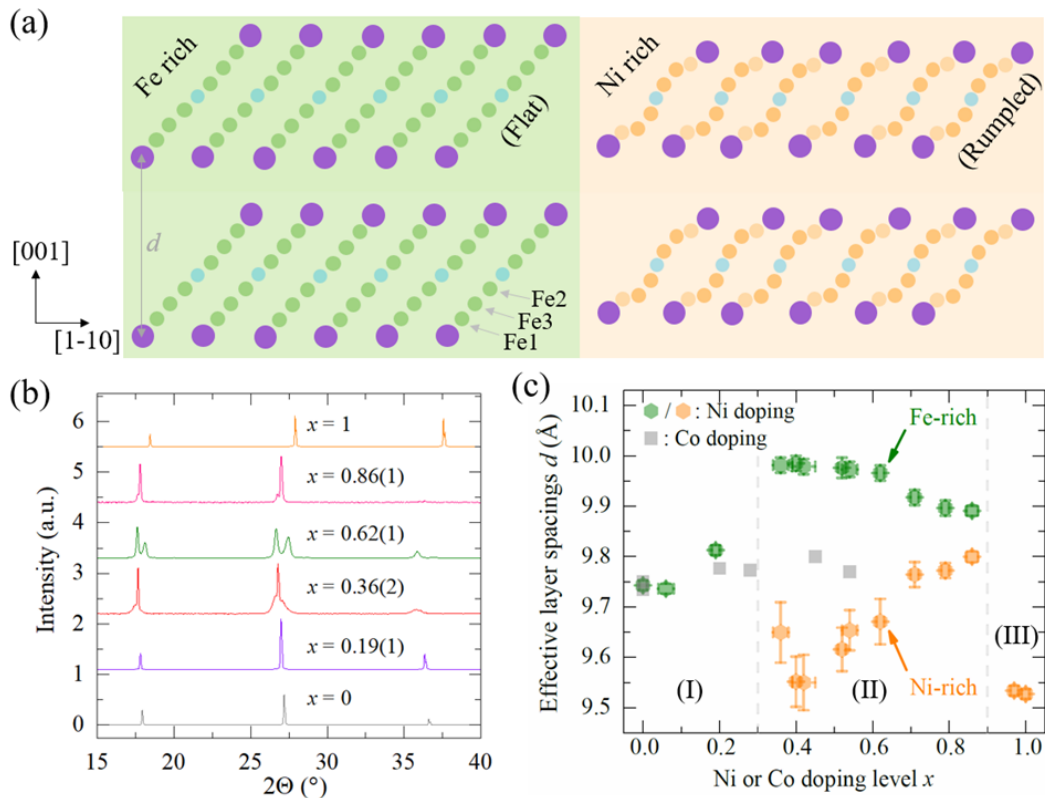 (a)
Fe rich
(Flat)
Ni rich
(Rumpled)
d
[001]
[1-10]
Fe2
Fe3
Fe1
(b)
Intensity (a.u.)
6
5
4
3
2
1
0
x = 1
x = 0.86(1)
x = 0.62(1)
x = 0.36(2)
x = 0.19(1)
x = 0
15 20 25 30 35 40
2Θ (°)
(c)
Effective layer spacings d (Å)
10.1
10.0
9.9
9.8
9.7
9.6
9.5
/ : Ni doping
: Co doping
Fe-rich
Ni-rich
(I)
(II)
(III)
0.0 0.2 0.4 0.6 0.8 1.0
Ni or Co doping level x